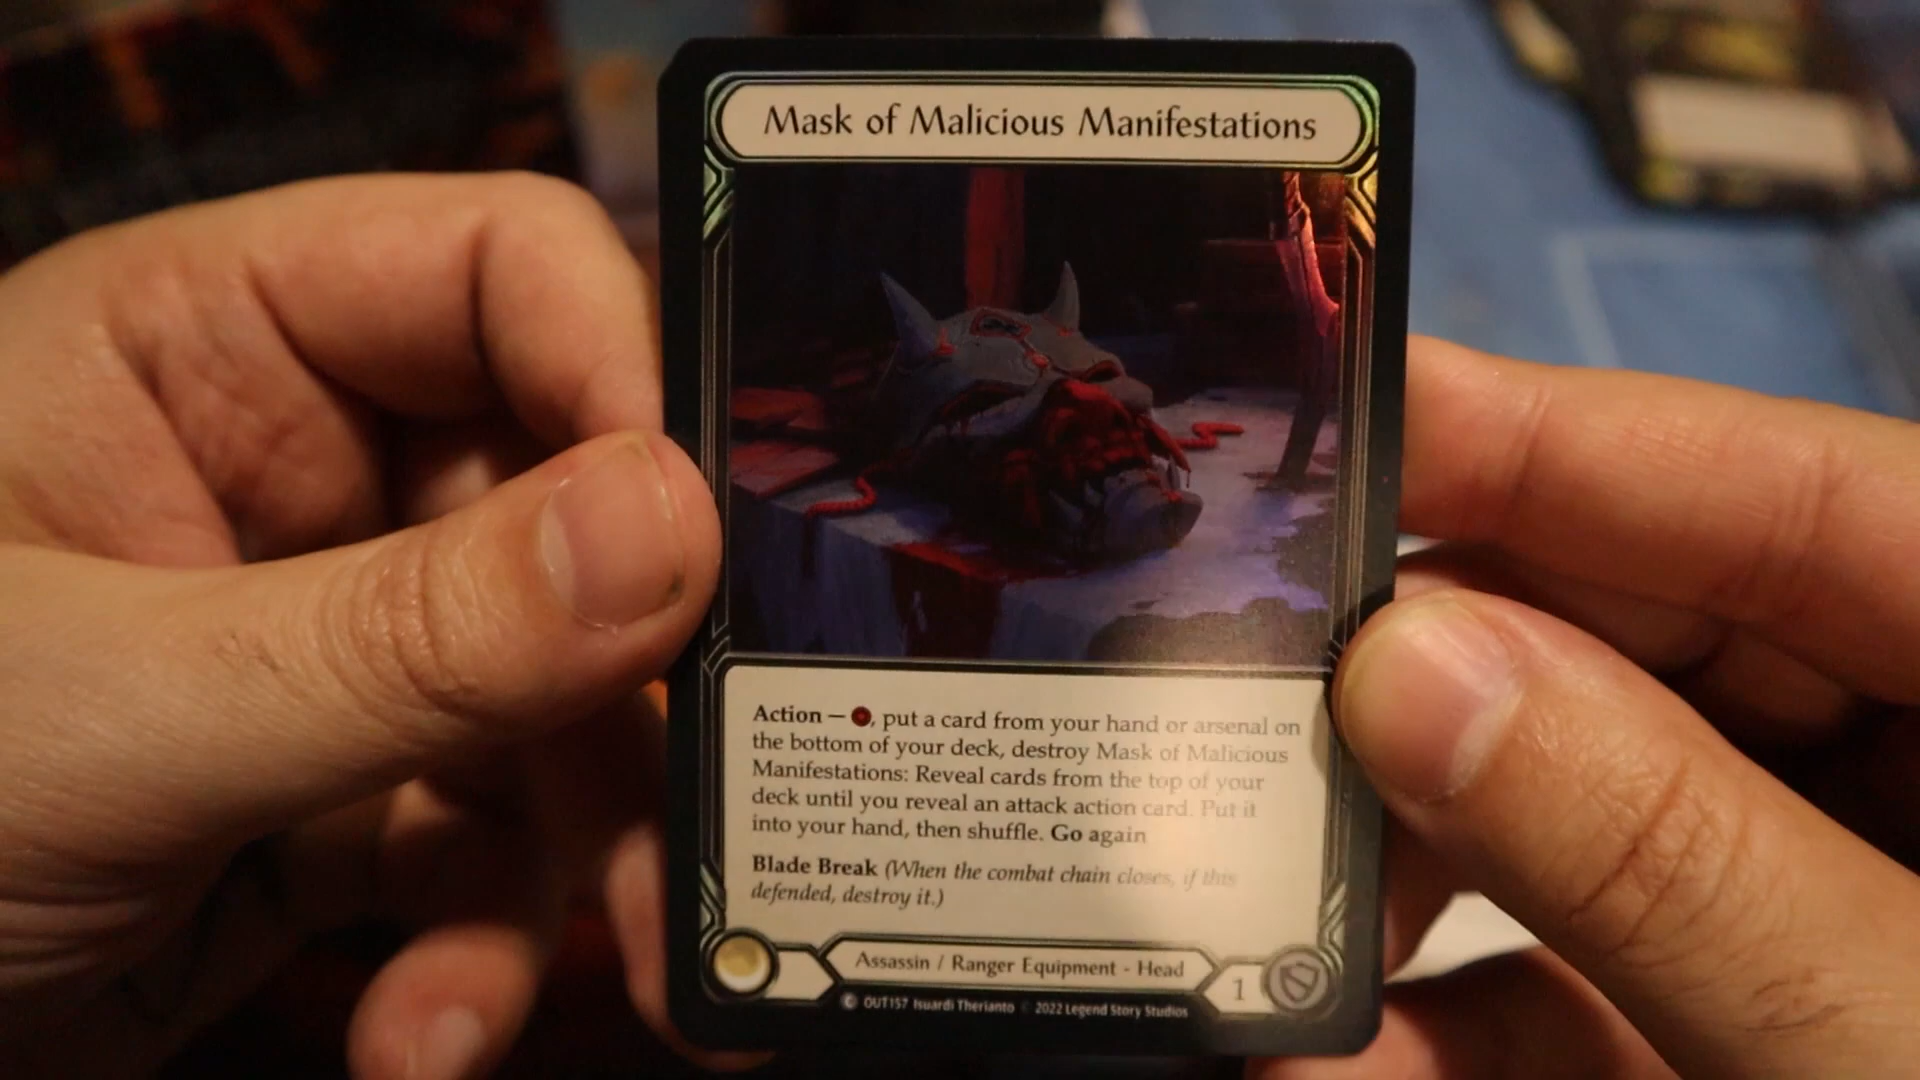 Mask of Malicious Manifestations
Action — , put a card from your hand or arsenal on
the bottom of your deck, destroy Mask of Malicious
Manifestations: Reveal cards from the top of your
deck until you reveal an attack action card. Put it
into your hand, then shuffle. Go again
Blade Break (When the combat chain closes, if this
defended, destroy it.)
Assassin / Ranger Equipment - Head
1
C OUT157 Isuardi Therianto © 2022 Legend Story Studios